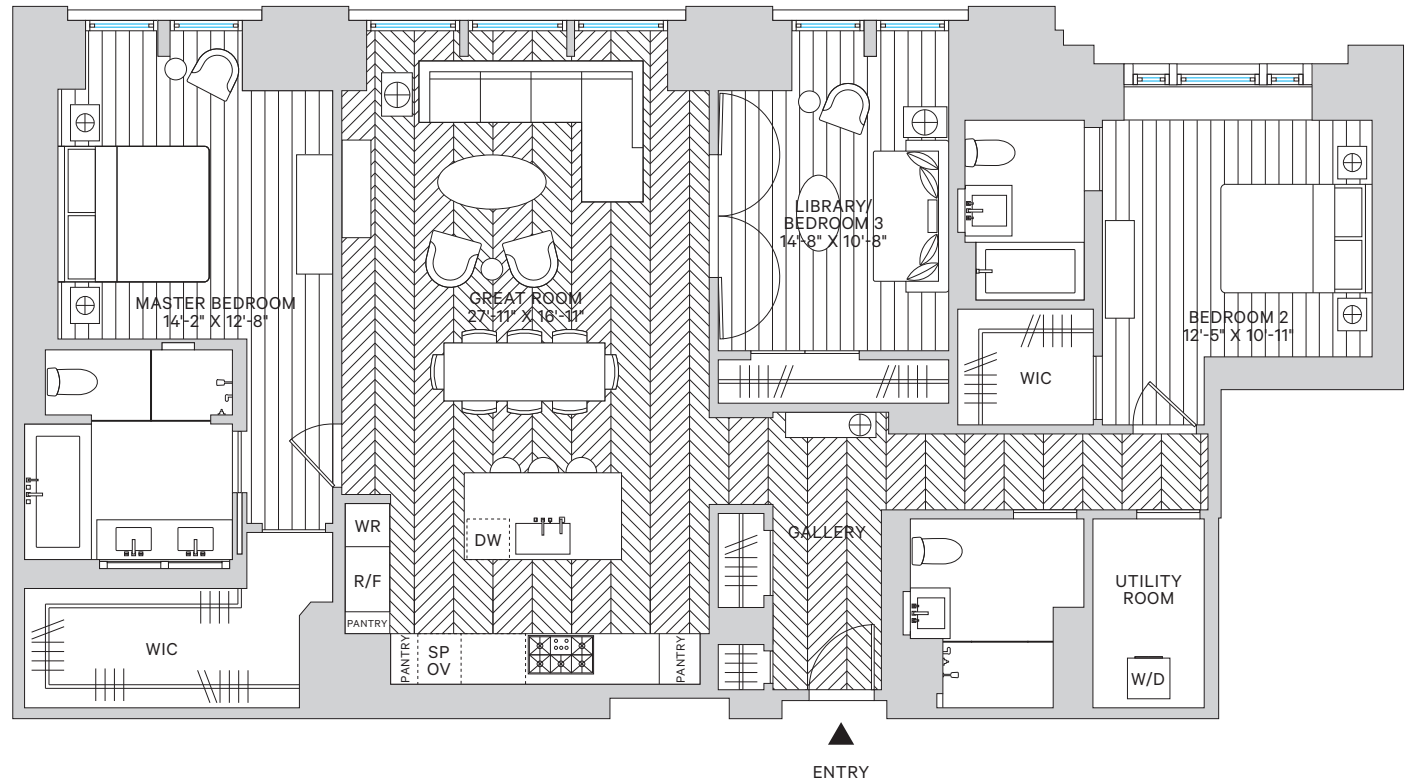 LIBRARY/
BEDROOM 3
14'-8" X 10'-8"
MASTER BEDROOM
14'-2" X 12'-8"
GREAT ROOM
27'-11" X 16'-11"
BEDROOM 2
12'-5" X 10'-11"
WIC
WR
DW
GALLERY
R/F
UTILITY
ROOM
PANTRY
WIC
PANTRY
SP
OV
PANTRY
W/D
ENTRY